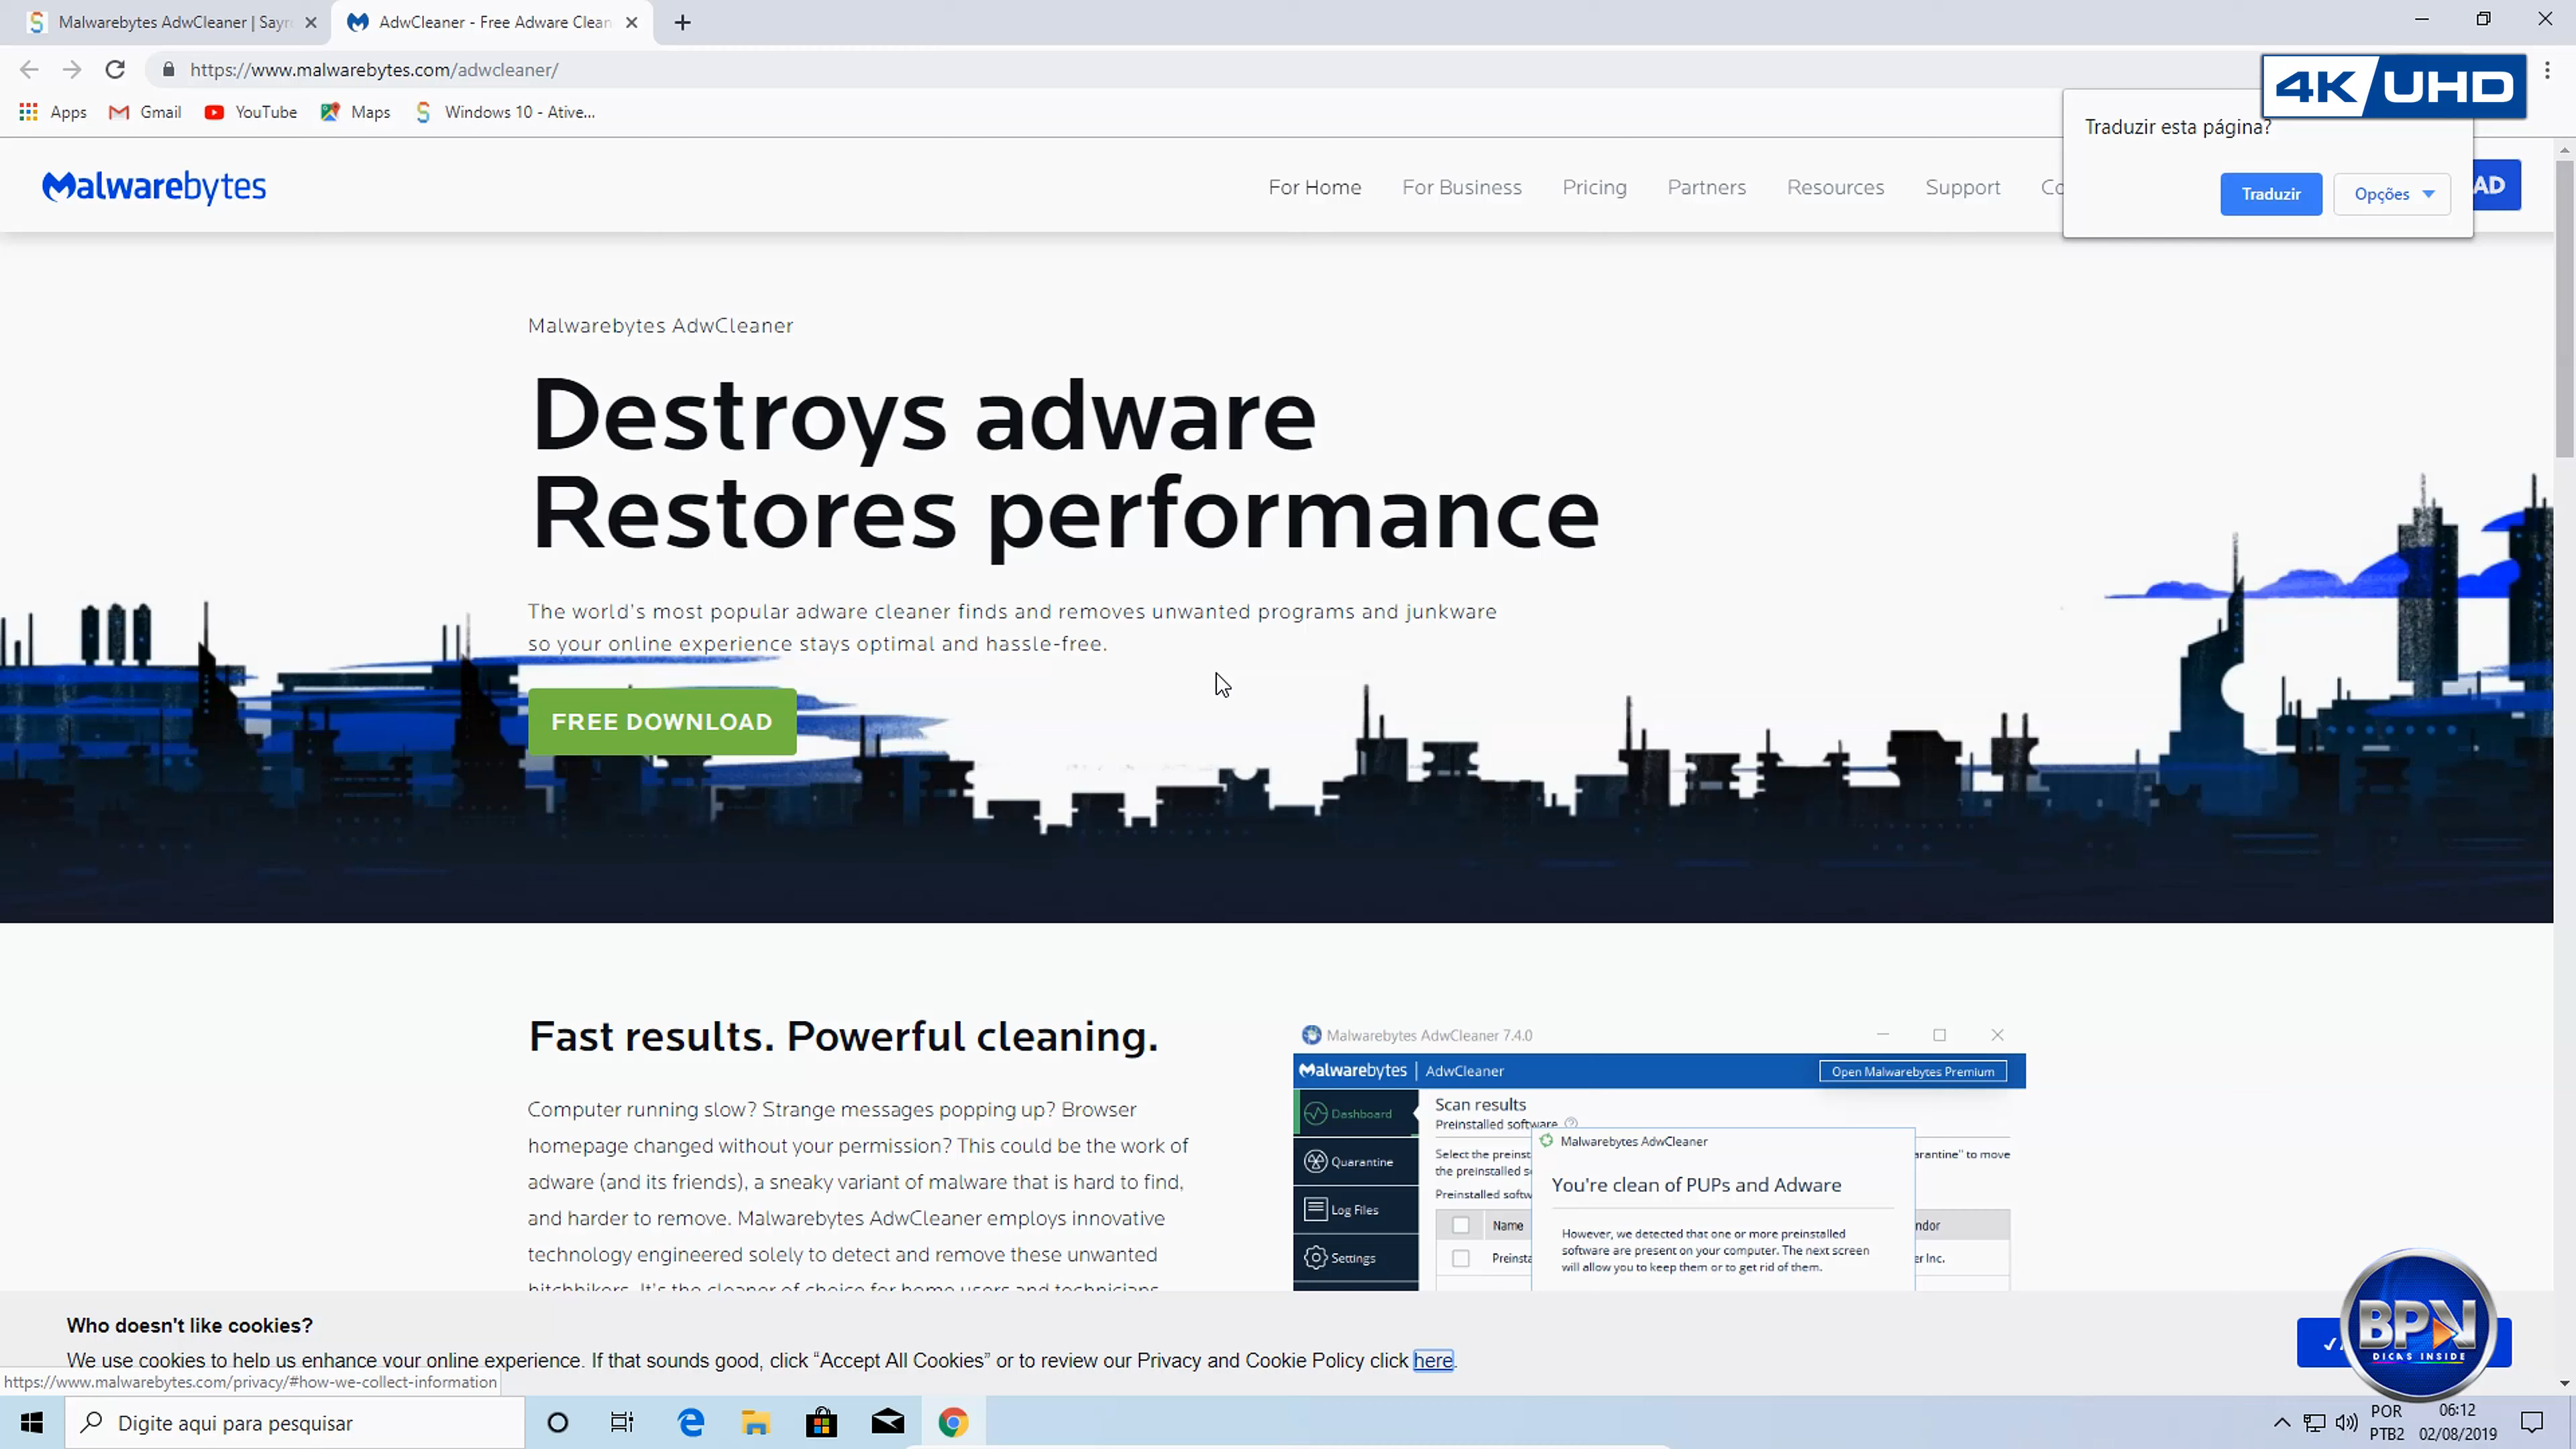 Malwarebytes AdwCleaner | Sayr
AdwCleaner - Free Adware Clean
https://www.malwarebytes.com/adwcleaner/
4K UHD
Apps
Gmail
YouTube
Maps
Windows 10 - Ative...
Traduzir esta página?
Traduzir
Opções
AD
Malwarebytes
For Home
For Business
Pricing
Partners
Resources
Support
Co
Malwarebytes AdwCleaner
Destroys adware
Restores performance
The world's most popular adware cleaner finds and removes unwanted programs and junkware
so your online experience stays optimal and hassle-free.
FREE DOWNLOAD
Fast results. Powerful cleaning.
Computer running slow? Strange messages popping up? Browser
homepage changed without your permission? This could be the work of
adware (and its friends), a sneaky variant of malware that is hard to find,
and harder to remove. Malwarebytes AdwCleaner employs innovative
technology engineered solely to detect and remove these unwanted
hitchhikers. It's the cleaner of choice for home users and technicians
Malwarebytes AdwCleaner 7.4.0
Malwarebytes | AdwCleaner
Open Malwarebytes Premium
Dashboard
Quarantine
Log Files
Settings
Scan results
Preinstalled software
Select the preinst
arantine" to move
the preinstalled s
Preinstalled softw
Name
ndor
Preinsta
er Inc.
Malwarebytes AdwCleaner
You're clean of PUPs and Adware
However, we detected that one or more preinstalled
software are present on your computer. The next screen
will allow you to keep them or to get rid of them.
Who doesn't like cookies?
We use cookies to help us enhance your online experience. If that sounds good, click “Accept All Cookies” or to review our Privacy and Cookie Policy click here.
https://www.malwarebytes.com/privacy/#how-we-collect-information
BPN
DICAS INSIDE
Digite aqui para pesquisar
POR
PTB2
06:12
02/08/2019